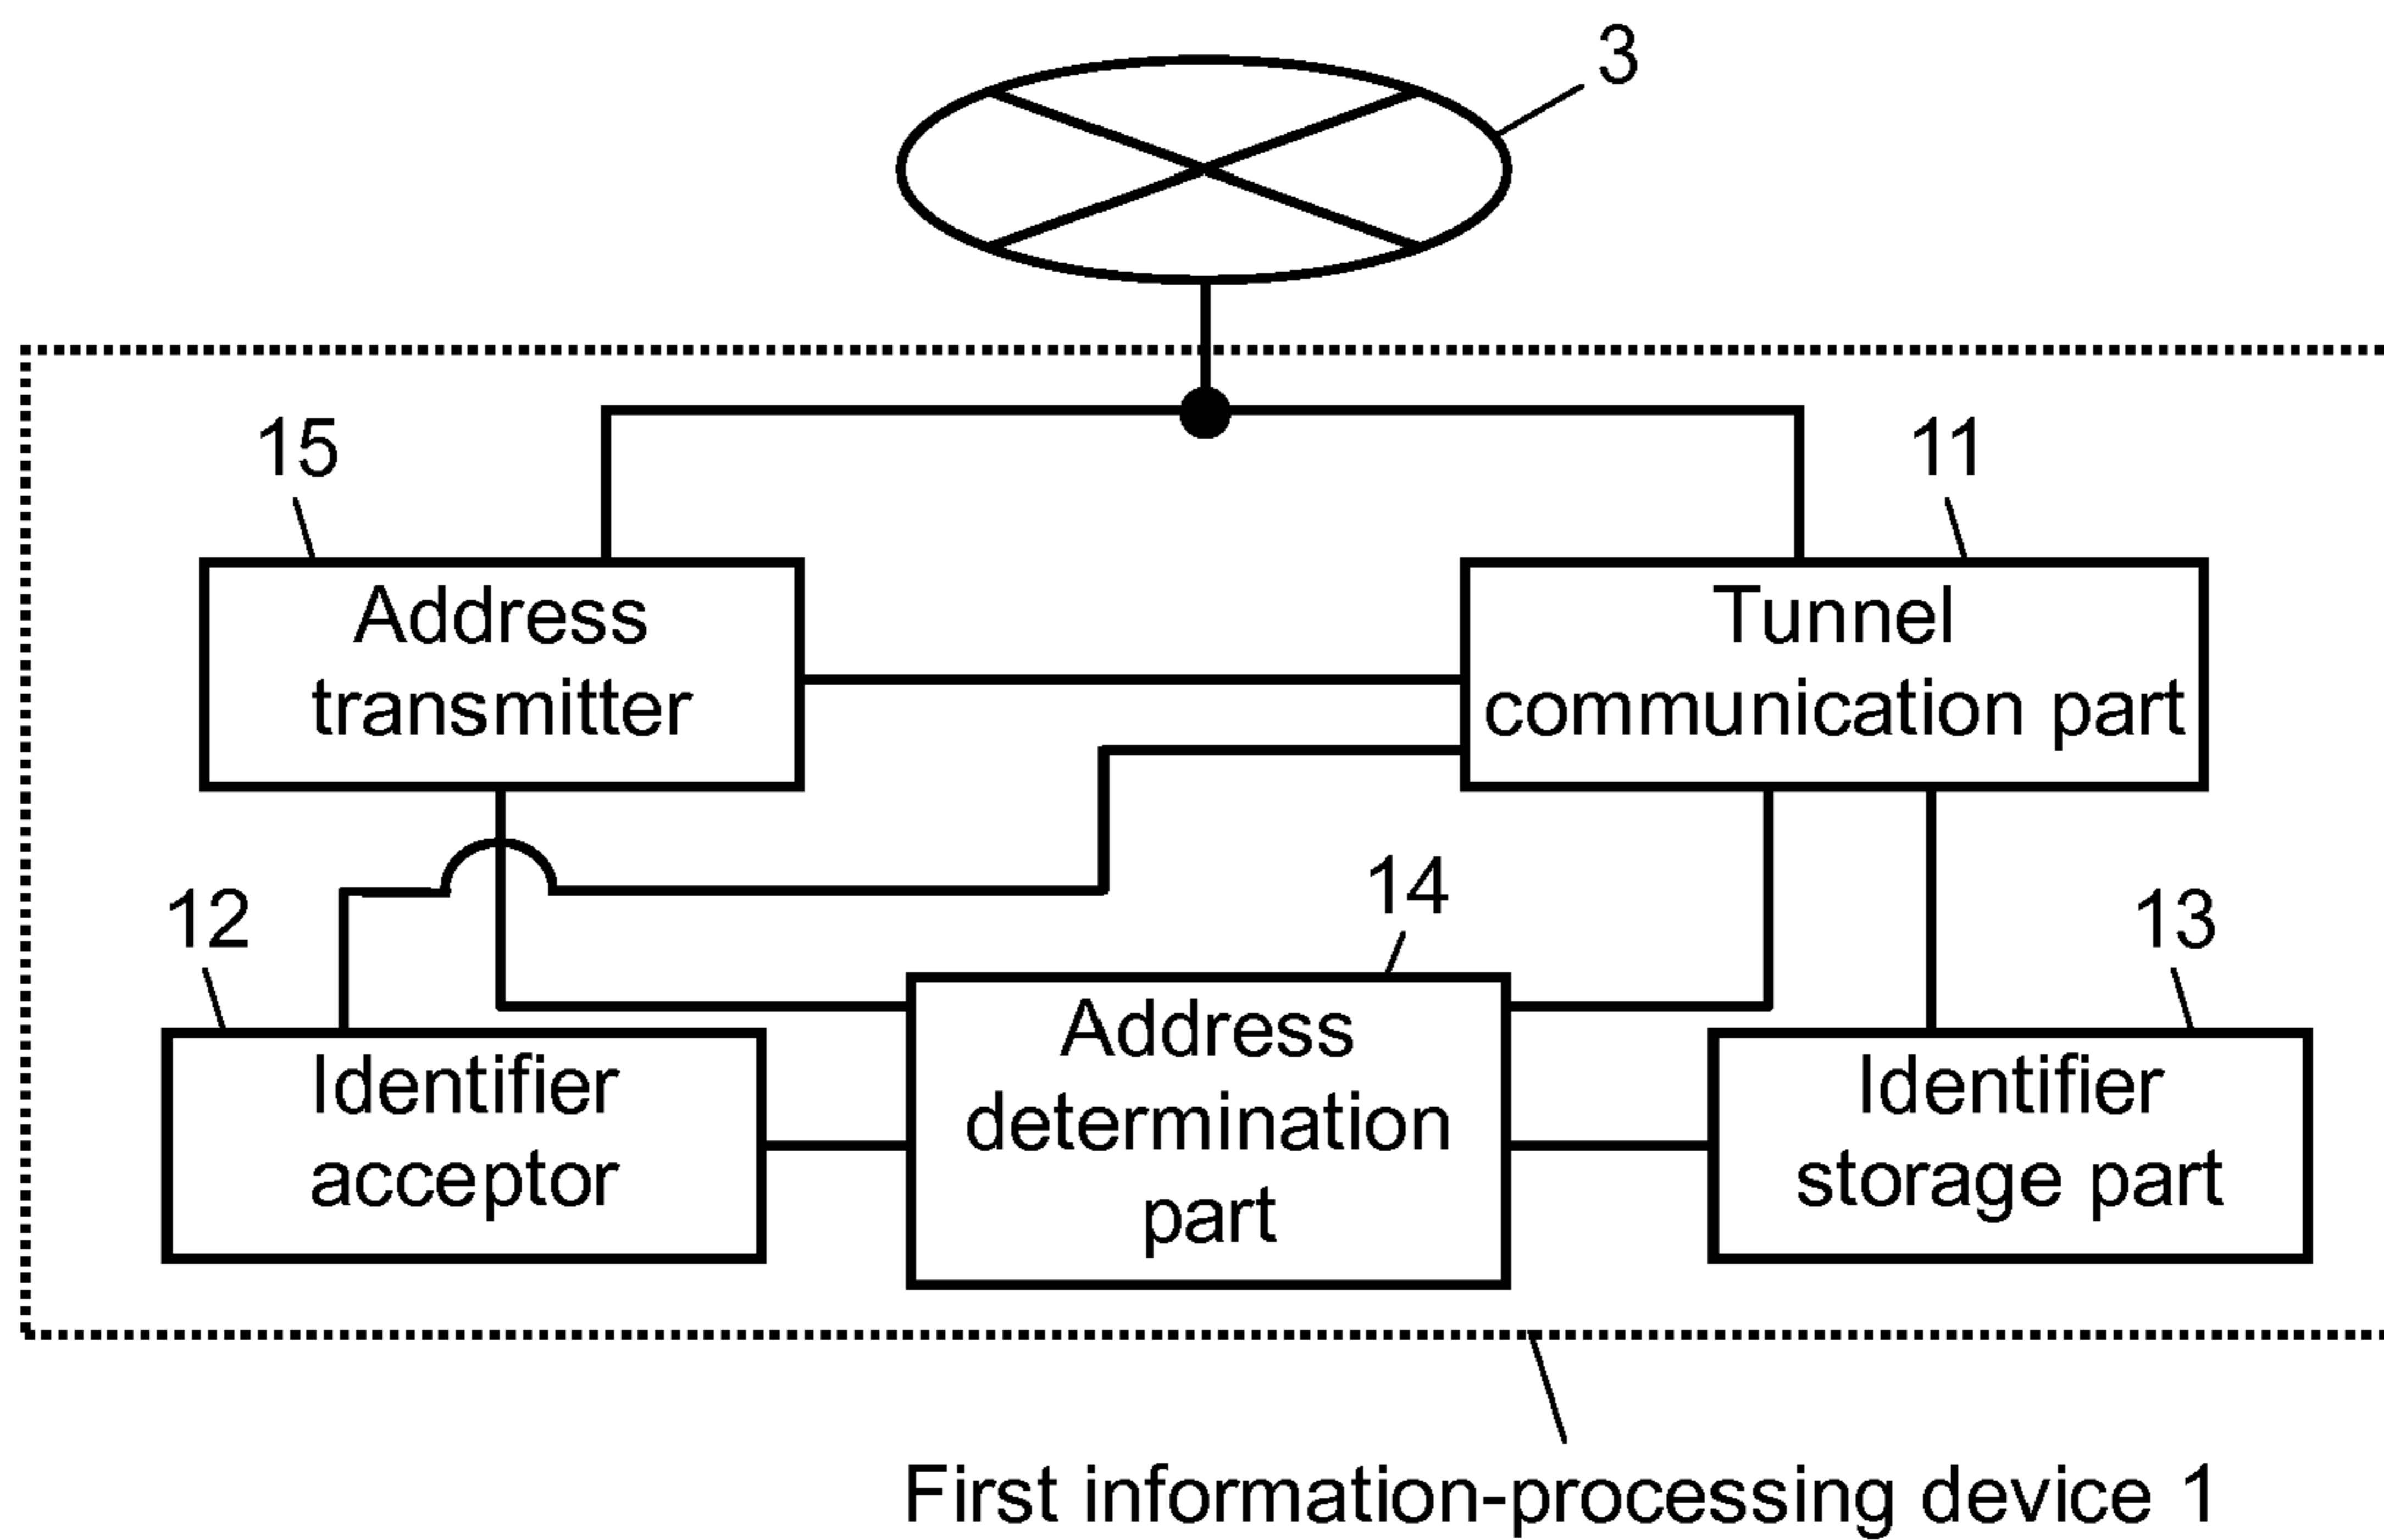 3
15
11
Address
transmitter
Tunnel
communication part
12
14
13
Identifier
acceptor
Address
determination
part
Identifier
storage part
First information-processing device 1